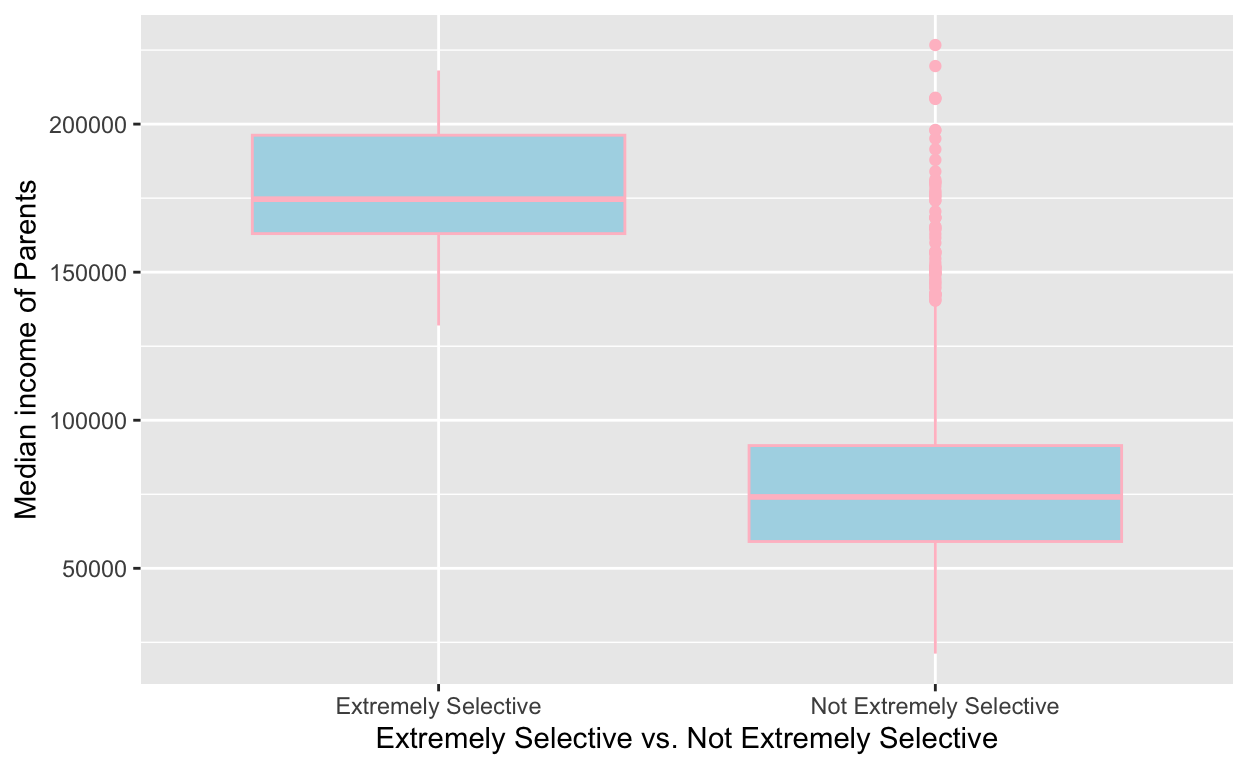 Median income of Parents
200000
150000
100000
50000
Extremely Selective
Not Extremely Selective
Extremely Selective vs. Not Extremely Selective